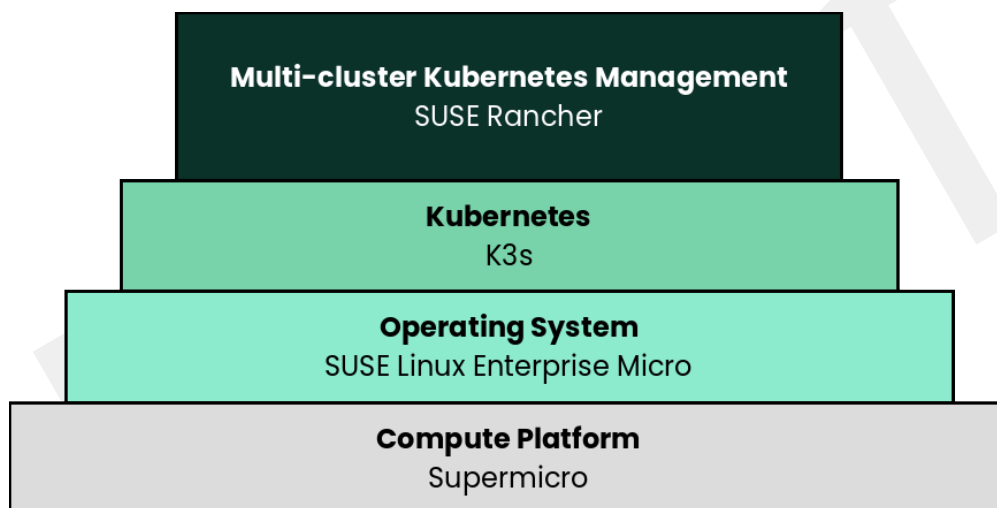 Multi-cluster Kubernetes Management
SUSE Rancher
Kubernetes
K3s
Operating System
SUSE Linux Enterprise Micro
Compute Platform
Supermicro